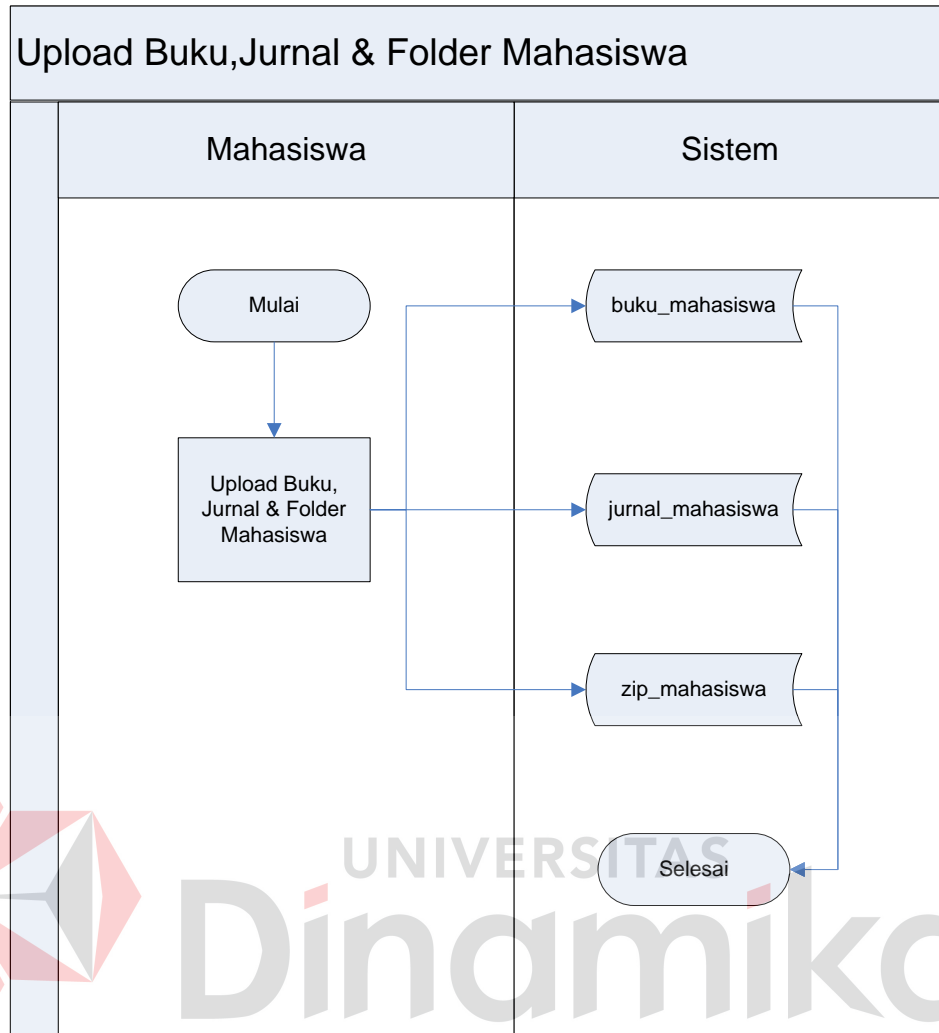 Upload Buku,Jurnal & Folder Mahasiswa
Mahasiswa
Sistem
Mulai
buku_mahasiswa
Upload Buku,
Jurnal & Folder
Mahasiswa
jurnal_mahasiswa
zip_mahasiswa
Selesai
UNIVERSITAS
Dinamika